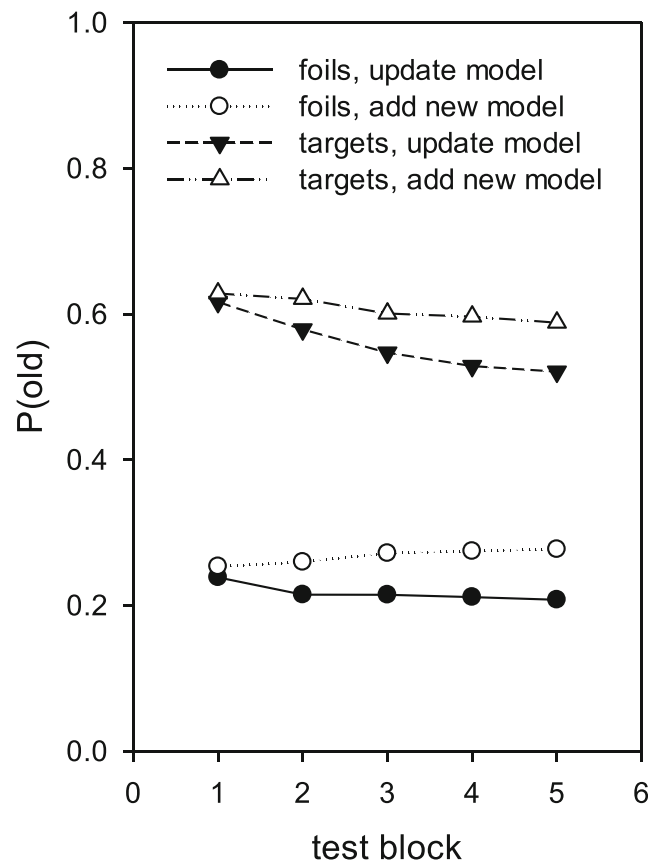 1.0
foils, update model
foils, add new model
targets, update model
targets, add new model
0.8
0.6
P(old)
0.4
0.2
0.0
0 1 2 3 4 5 6
test block